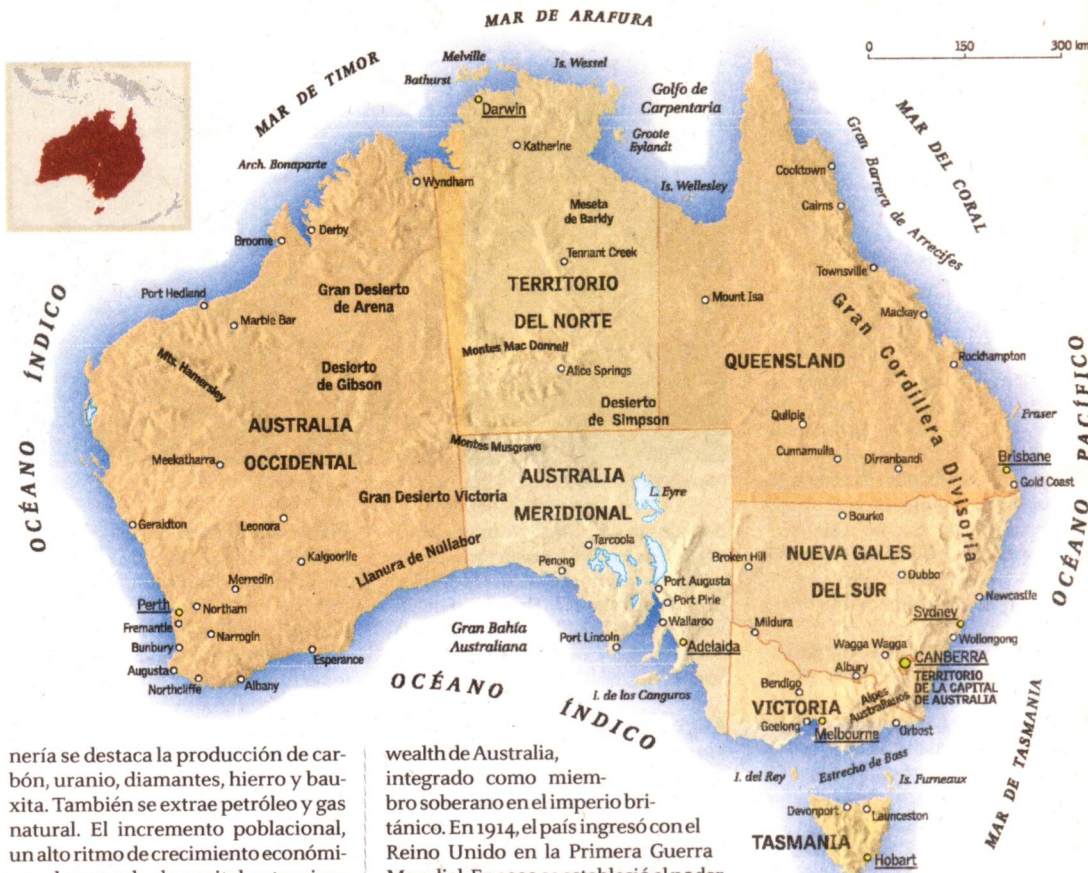 MAR DE ARAFURA
0 150 300 km
MAR DE TIMOR
Melville
Bathurst
Is. Wessel
Golfo de
Carpentaria
Darwin
Groote
Eylandt
Katherine
MAR DEL CORAL
Gran Barrera de Arrecifes
Arch. Bonaparte
Wyndham
Is. Wellesley
Cooktown
Cairns
Meseta
de Barkly
Broome
Derby
Tennant Creek
Townsville
TERRITORIO
DEL NORTE
Gran Desierto
de Arena
Port Hedland
Marble Bar
Mount Isa
Mackay
Gran Cordillera Divisoria
OCÉANO ÍNDICO
Mts. Hamersley
Montes Mac Donnell
Alice Springs
Desierto
de Gibson
QUEENSLAND
Rockhampton
OCÉANO PACÍFICO
Desierto
de Simpson
Quilpie
Fraser
AUSTRALIA
OCCIDENTAL
Montes Musgrave
Meekatharra
Cunnamulla
Dirranbandi
Brisbane
Gold Coast
AUSTRALIA
MERIDIONAL
L. Eyre
Gran Desierto Victoria
Geraldton
Leonora
Bourke
Kalgoorlie
Llanura de Nullabor
Tarcoola
Penong
Broken Hill
NUEVA GALES
DEL SUR
Dubbo
Merredin
Port Augusta
Port Pirie
Newcastle
Perth
Northam
Fremantle
Narrogin
Bunbury
Wallaroo
Mildura
Sydney
Wollongong
Gran Bahía
Australiana
Port Lincoln
Adelaida
Wagga Wagga
CANBERRA
TERRITORIO
DE LA CAPITAL
DE AUSTRALIA
Esperance
Augusta
Northcliffe
Albany
Albury
Bendigo
OCÉANO ÍNDICO
I. de los Canguros
VICTORIA
Alpes
Australianos
Geelong
Melbourne
Orbost
I. del Rey
Estrecho de Bass
Is. Furneaux
MAR DE TASMANIA
Devonport
Launceston
TASMANIA
Hobart
nería se destaca la producción de car-
bón, uranio, diamantes, hierro y bau-
xita. También se extrae petróleo y gas
natural. El incremento poblacional,
un alto ritmo de crecimiento económi-
wealth de Australia,
integrado como miem-
bro soberano en el imperio bri-
tánico. En 1914, el país ingresó con el
Reino Unido en la Primera Guerra